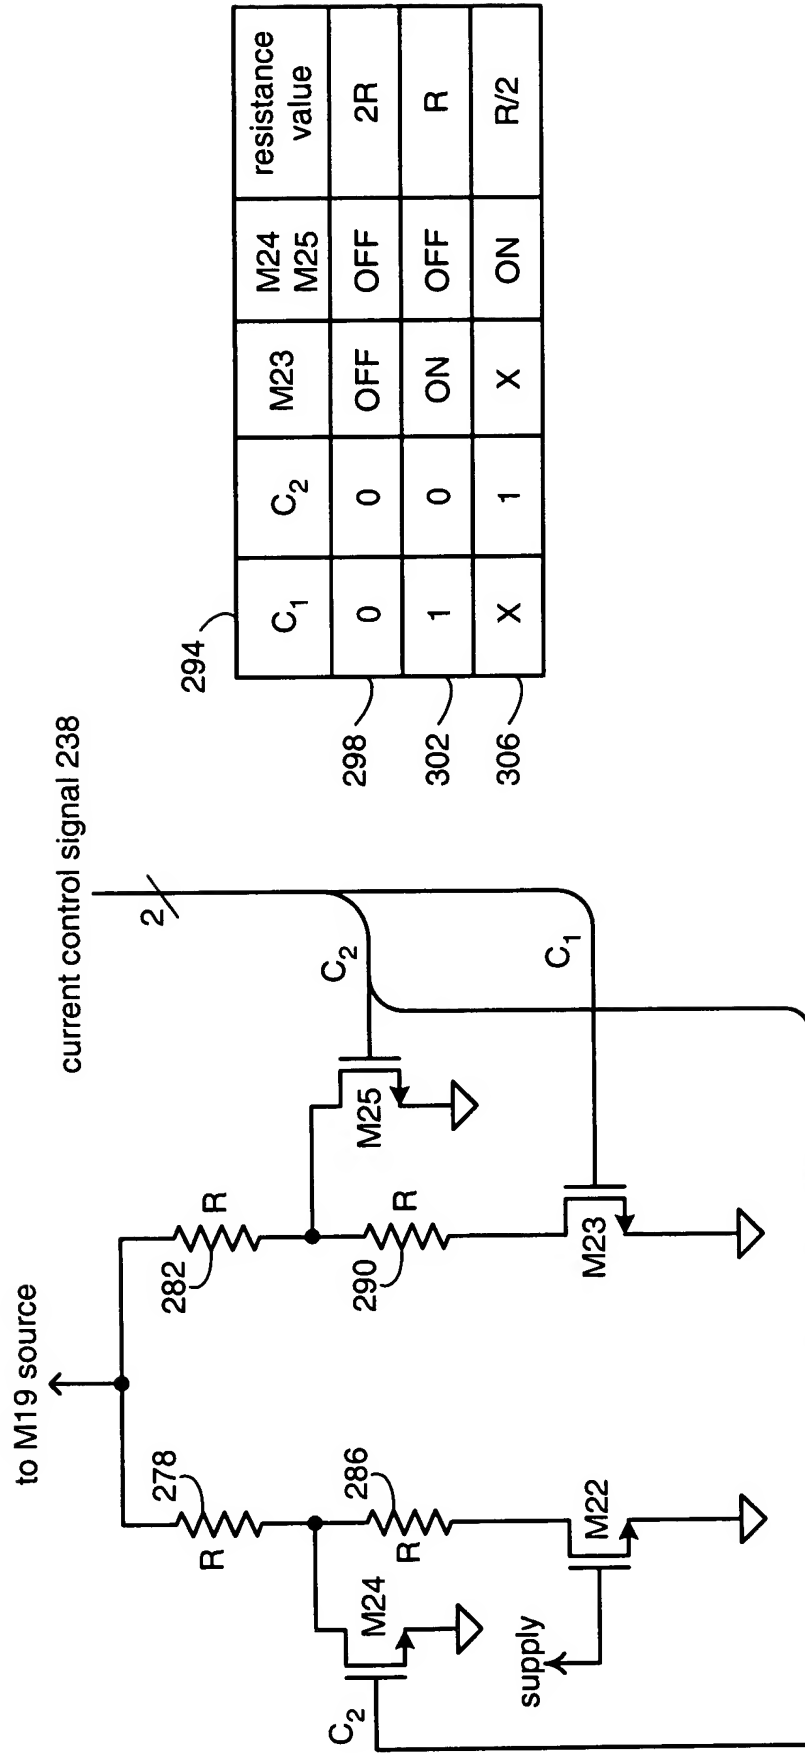 to M19 source
current control signal 238
2
278
R
282
R
C₂
M24
286
R
290
R
M25
C₂
supply
M22
M23
C₁
294
C₁ C₂ M23 M24 M25 resistance value
298 0 0 OFF OFF 2R
302 1 0 ON OFF R
306 X 1 X ON R/2